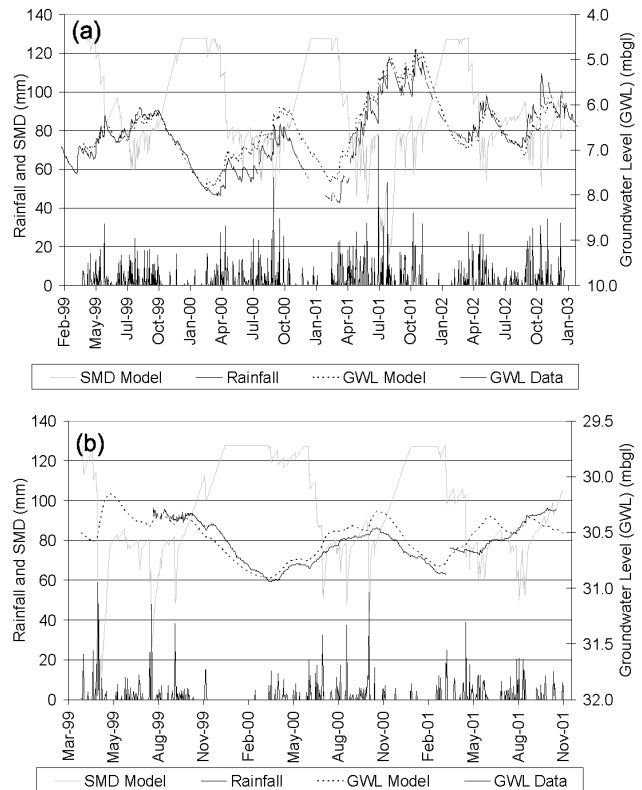 (a)
Rainfall and SMD (mm)
140
120
100
80
60
40
20
0
4.0
5.0
6.0
7.0
8.0
9.0
10.0
Groundwater Level (GWL) (mbgl)
Feb-99
May-99
Jul-99
Oct-99
Jan-00
Apr-00
Jul-00
Oct-00
Jan-01
Apr-01
Jul-01
Oct-01
Jan-02
Apr-02
Jul-02
Oct-02
Jan-03
SMD Model Rainfall GWL Model GWL Data
(b)
Rainfall and SMD (mm)
140
120
100
80
60
40
20
0
29.5
30.0
30.5
31.0
31.5
32.0
Groundwater Level (GWL) (mbgl)
Mar-99
May-99
Aug-99
Nov-99
Feb-00
May-00
Aug-00
Nov-00
Feb-01
May-01
Aug-01
Nov-01
SMD Model Rainfall GWL Model GWL Data